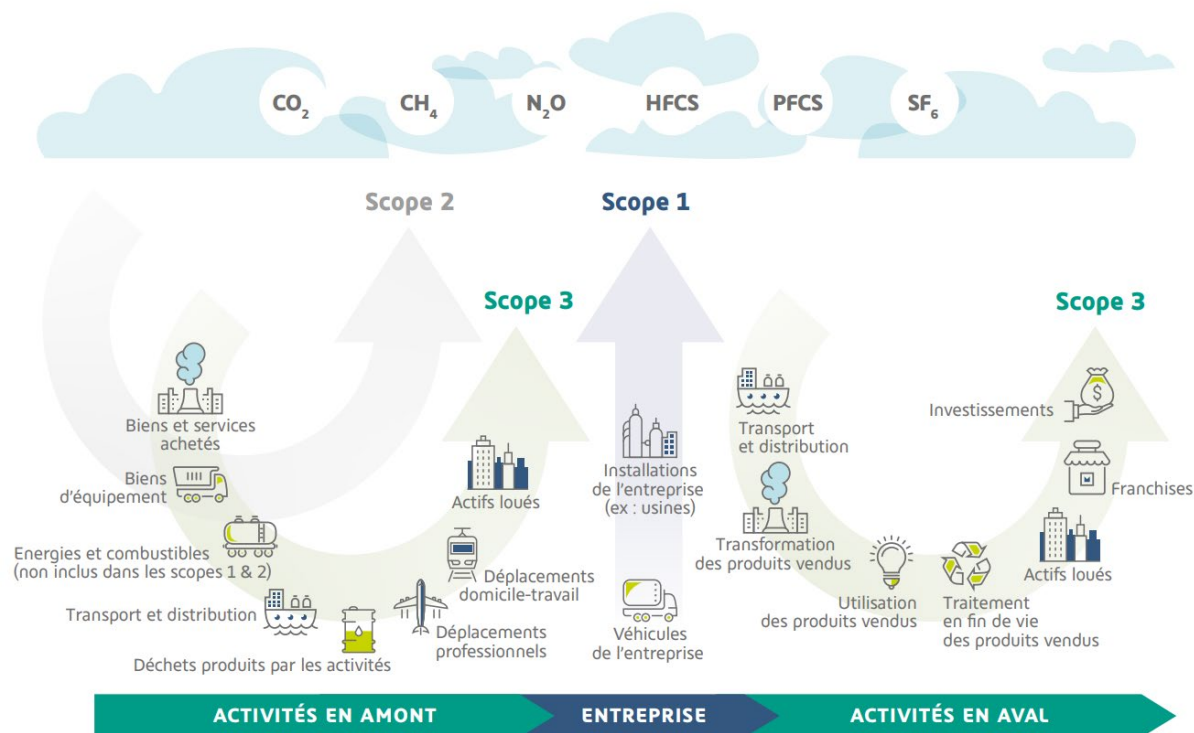 CO₂
CH₄
N₂O
HFCS
PFCS
SF₆
Scope 2
Scope 1
Scope 3
Scope 3
Biens et services
achetés
Biens
d'équipement
Energies et combustibles
(non inclus dans les scopes 1 & 2)
Transport et distribution
Déchets produits par les activités
Déplacements
professionnels
Déplacements
domicile-travail
Actifs loués
Installations
de l'entreprise
(ex : usines)
Véhicules
de l'entreprise
Transport
et distribution
Transformation
des produits vendus
Utilisation
des produits vendus
Traitement
en fin de vie
des produits vendus
Actifs loués
Franchises
Investissements
$
ACTIVITÉS EN AMONT
ENTREPRISE
ACTIVITÉS EN AVAL